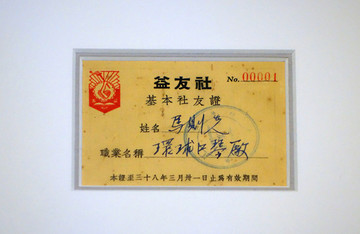 益友社
No. 00001
基本社友證
姓名 馬則光
職業名稱 環球口琴廠
本證至三十八年三月卅一日止為有效期間